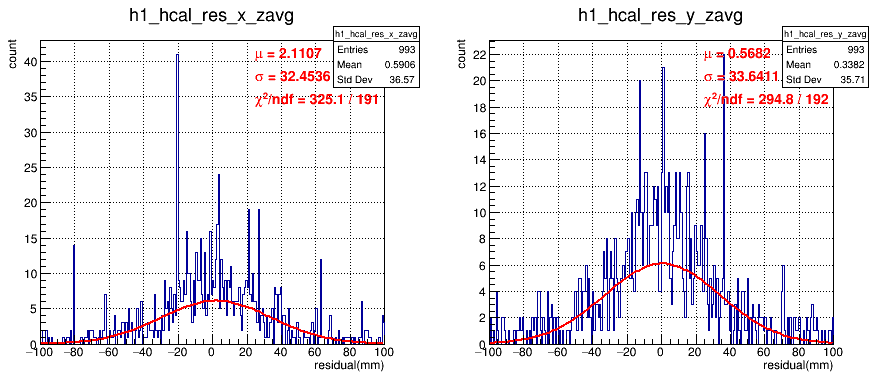 h1_hcal_res_x_zavg
h1_hcal_res_x_zavg
Entries 993
Mean 0.5906
Std Dev 36.57
μ = 2.1107
σ = 32.4536
χ²/ndf = 325.1 / 191
count
40
35
30
25
20
15
10
5
0
−100 −80 −60 −40 −20 0 20 40 60 80 100
residual(mm)
h1_hcal_res_y_zavg
h1_hcal_res_y_zavg
Entries 993
Mean 0.3382
Std Dev 35.71
μ = 0.5682
σ = 33.6411
χ²/ndf = 294.8 / 192
count
22
20
18
16
14
12
10
8
6
4
2
0
−100 −80 −60 −40 −20 0 20 40 60 80 100
residual(mm)